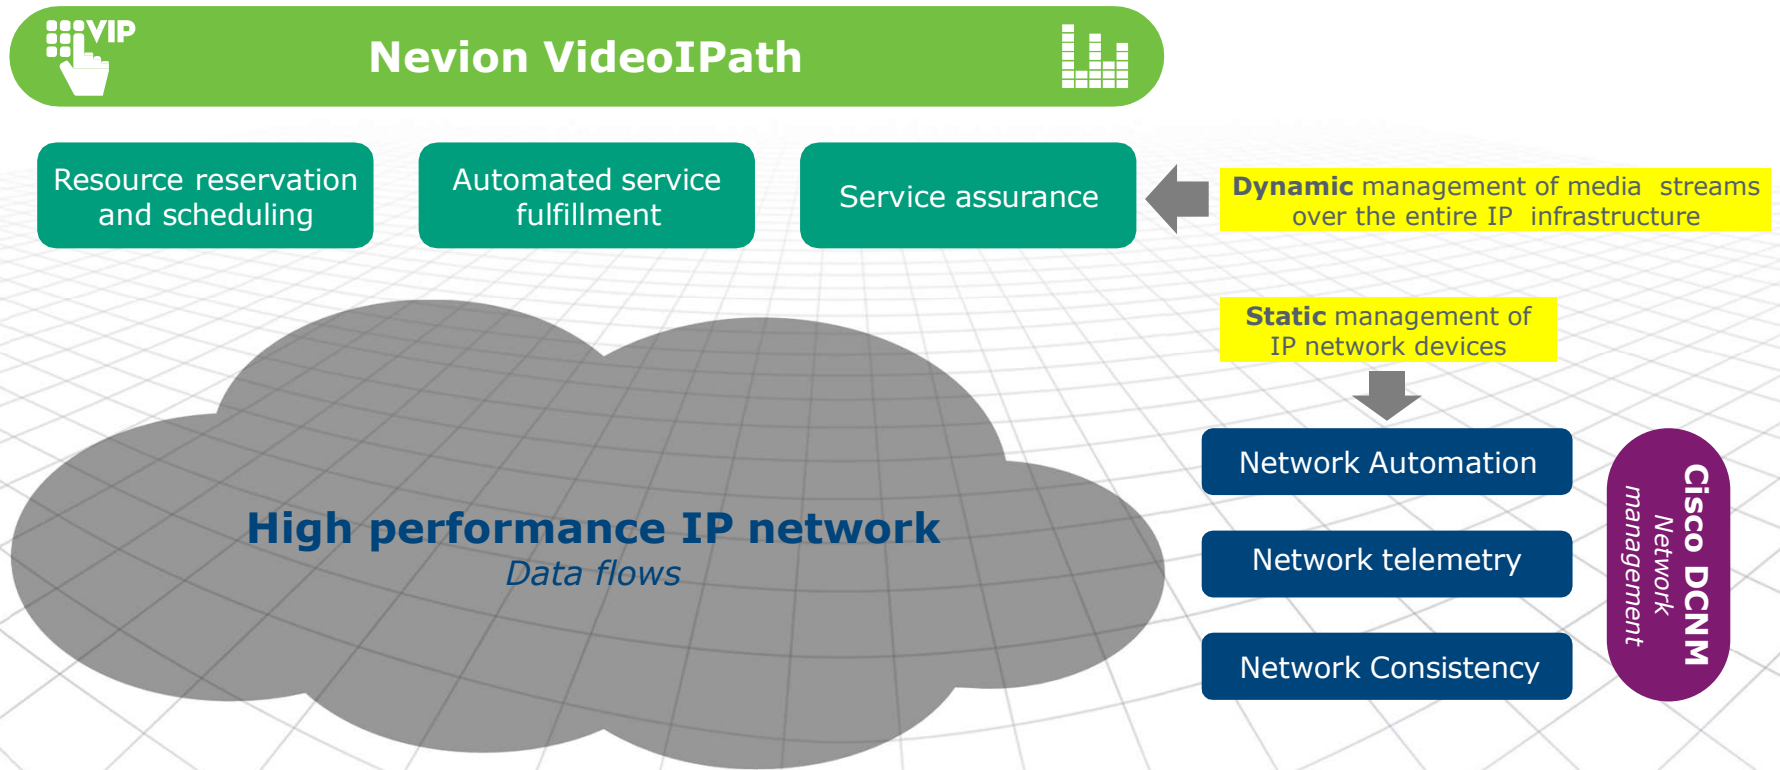 VIP
Nevion VideoIPath
Resource reservation
and scheduling
Automated service
fulfillment
Service assurance
Dynamic management of media streams
over the entire IP infrastructure
Static management of
IP network devices
High performance IP network
Data flows
Network Automation
Network telemetry
Network Consistency
Cisco DCNM
Network
management